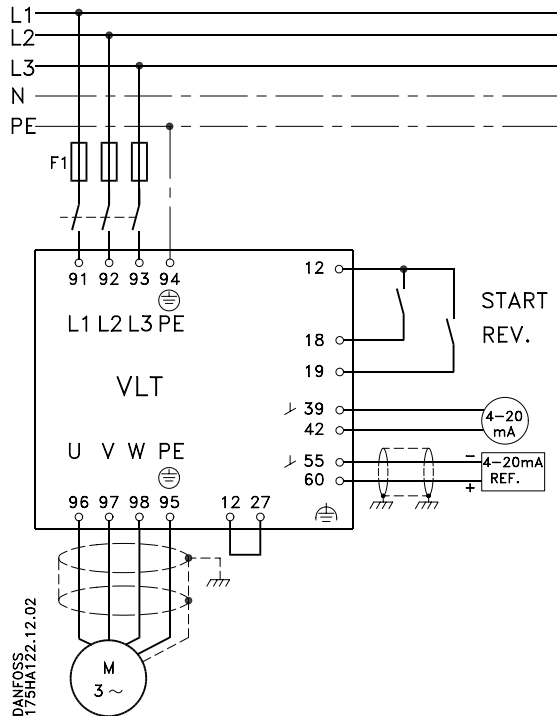 L1
L2
L3
N
PE
F1
91 92 93 94
L1 L2 L3 PE
VLT
U V W PE
96 97 98 95
12 27
12
18
19
39
42
55
60
START
REV.
4-20
mA
-
4-20mA
REF.
+
M
3~
DANFOSS
175HA122.12.02